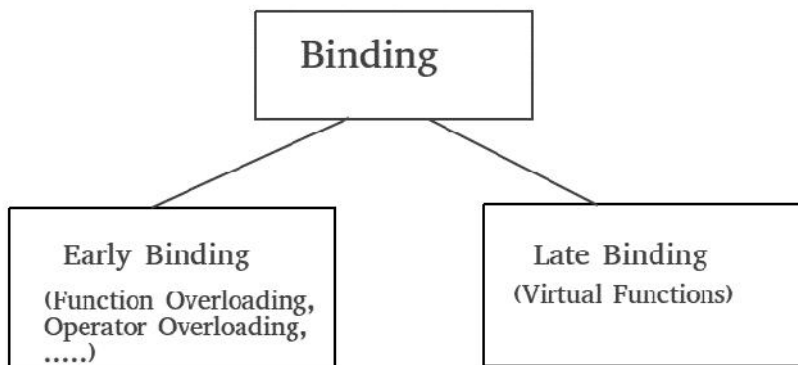 Binding
Early Binding
(Function Overloading,
Operator Overloading,
.....)
Late Binding
(Virtual Functions)